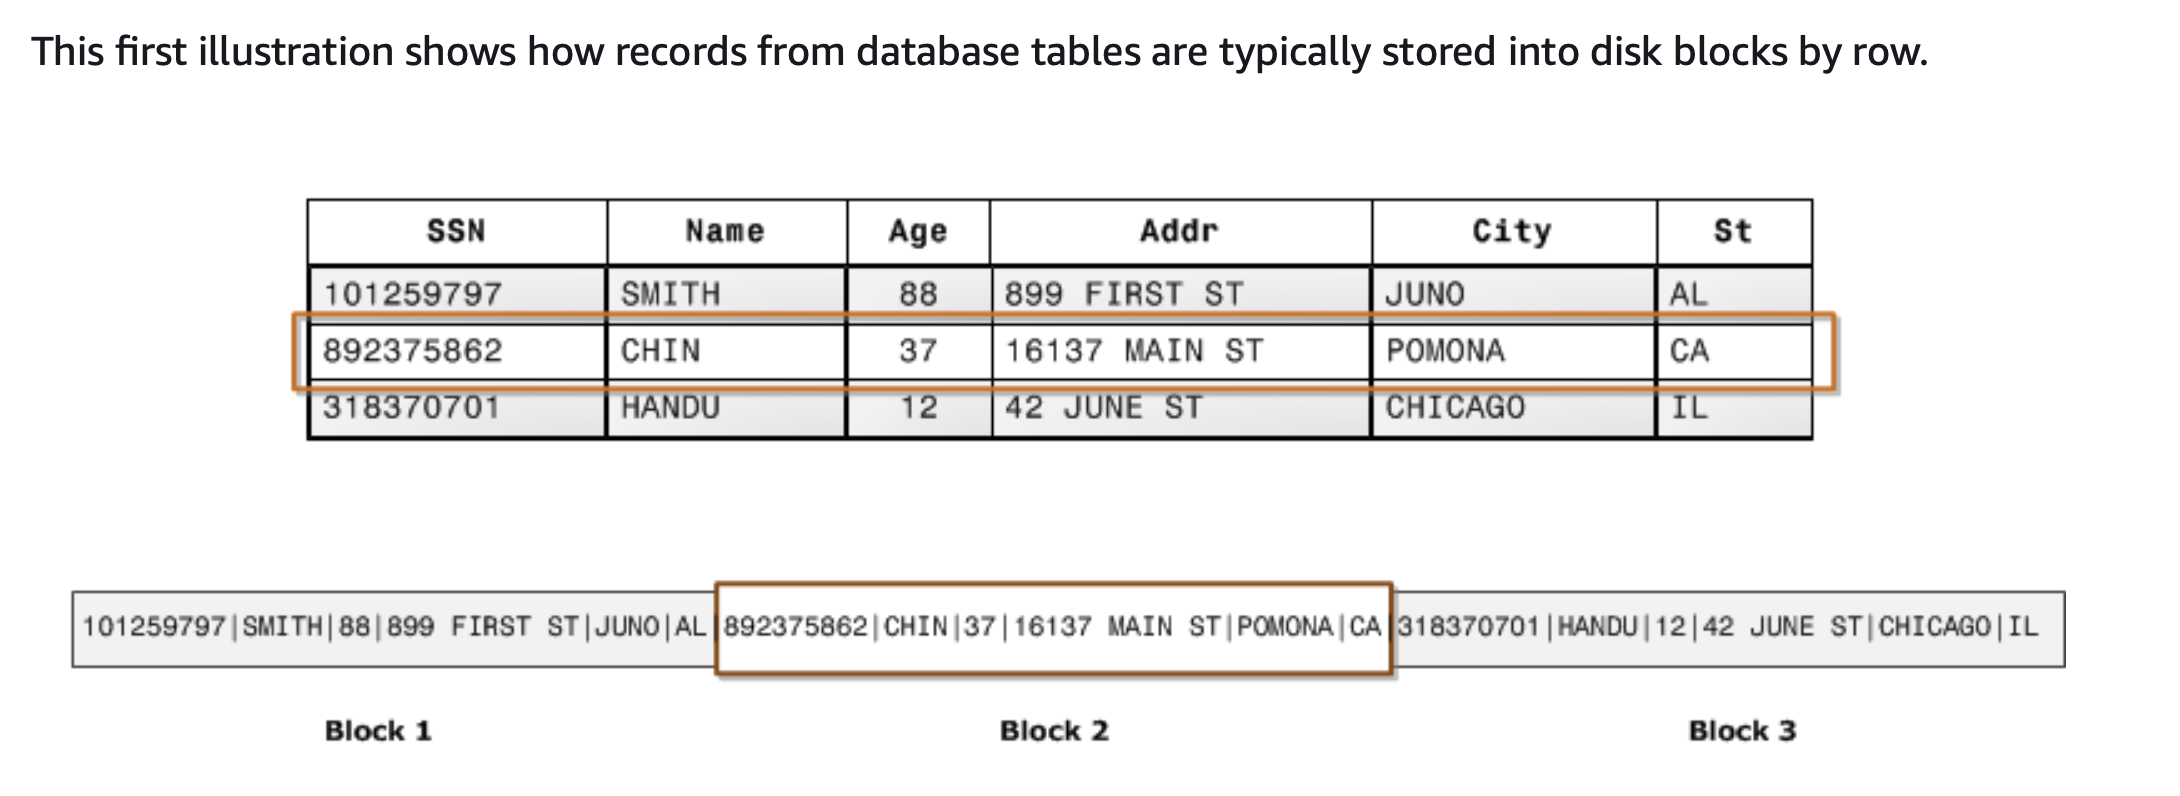 This first illustration shows how records from database tables are typically stored into disk blocks by row.
SSN Name Age Addr City St
101259797 SMITH 88 899 FIRST ST JUNO AL
892375862 CHIN 37 16137 MAIN ST POMONA CA
318370701 HANDU 12 42 JUNE ST CHICAGO IL
101259797|SMITH|88|899 FIRST ST|JUNO|AL 892375862|CHIN|37|16137 MAIN ST|POMONA|CA 318370701|HANDU|12|42 JUNE ST|CHICAGO|IL
Block 1 Block 2 Block 3